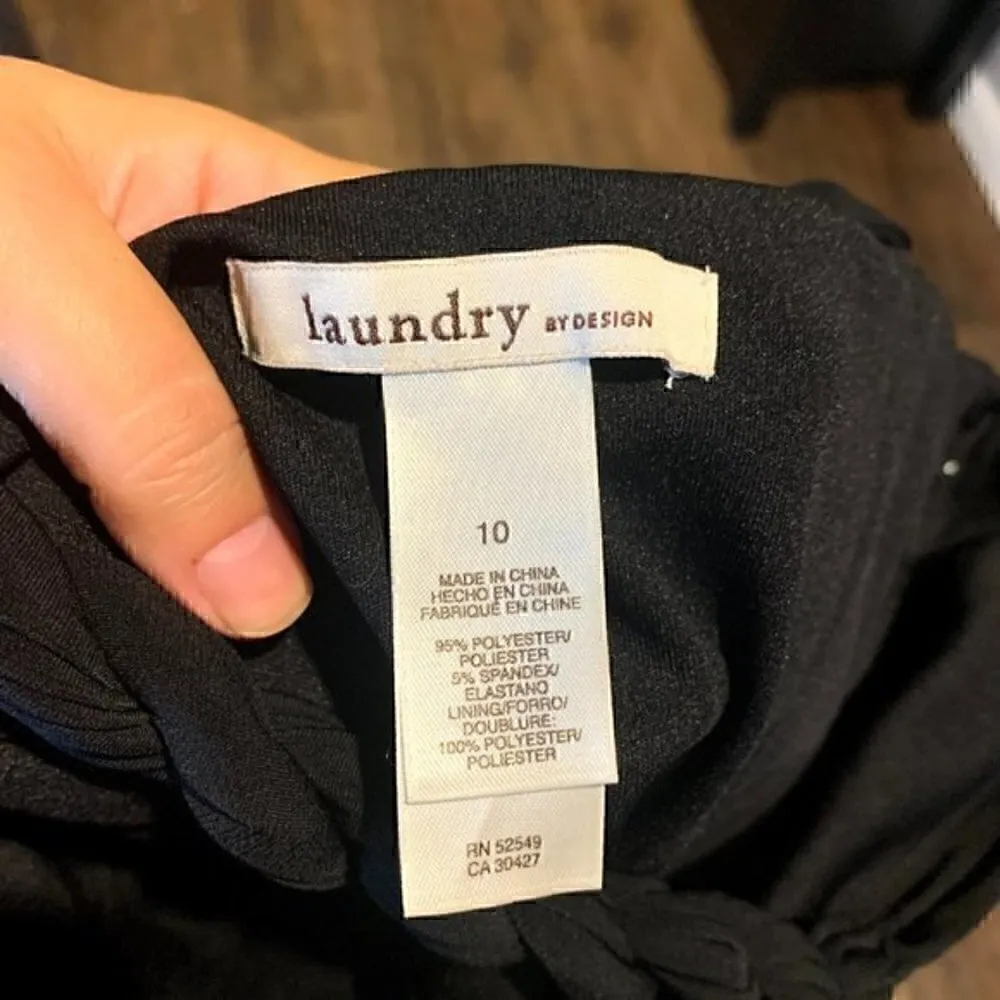 laundry BY DESIGN
10
MADE IN CHINA
HECHO EN CHINA
FABRIQUÉ EN CHINE
95% POLYESTER/
POLIESTER
5% SPANDEX/
ELASTANO
LINING/FORRO/
DOUBLURE:
100% POLYESTER/
POLIESTER
RN 52549
CA 30427